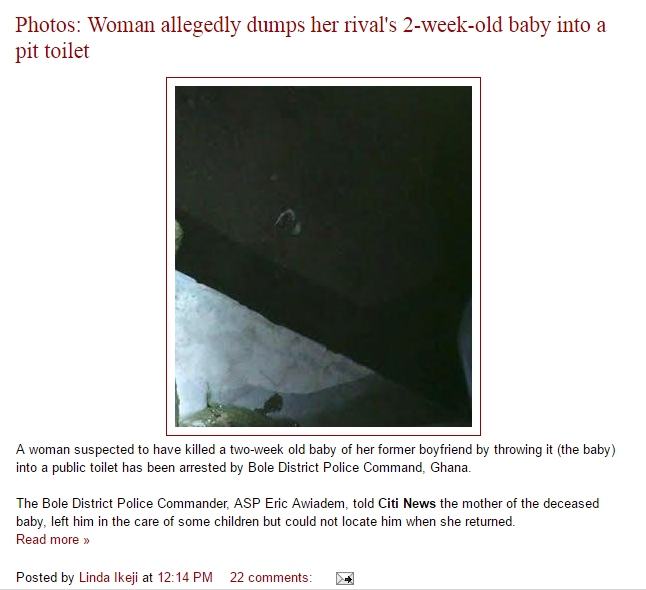 Photos: Woman allegedly dumps her rival's 2-week-old baby into a
pit toilet
A woman suspected to have killed a two-week old baby of her former boyfriend by throwing it (the baby)
into a public toilet has been arrested by Bole District Police Command, Ghana.
The Bole District Police Commander, ASP Eric Awiadem, told Citi News the mother of the deceased
baby, left him in the care of some children but could not locate him when she returned.
Read more »
Posted by Linda Ikeji at 12:14 PM 22 comments: